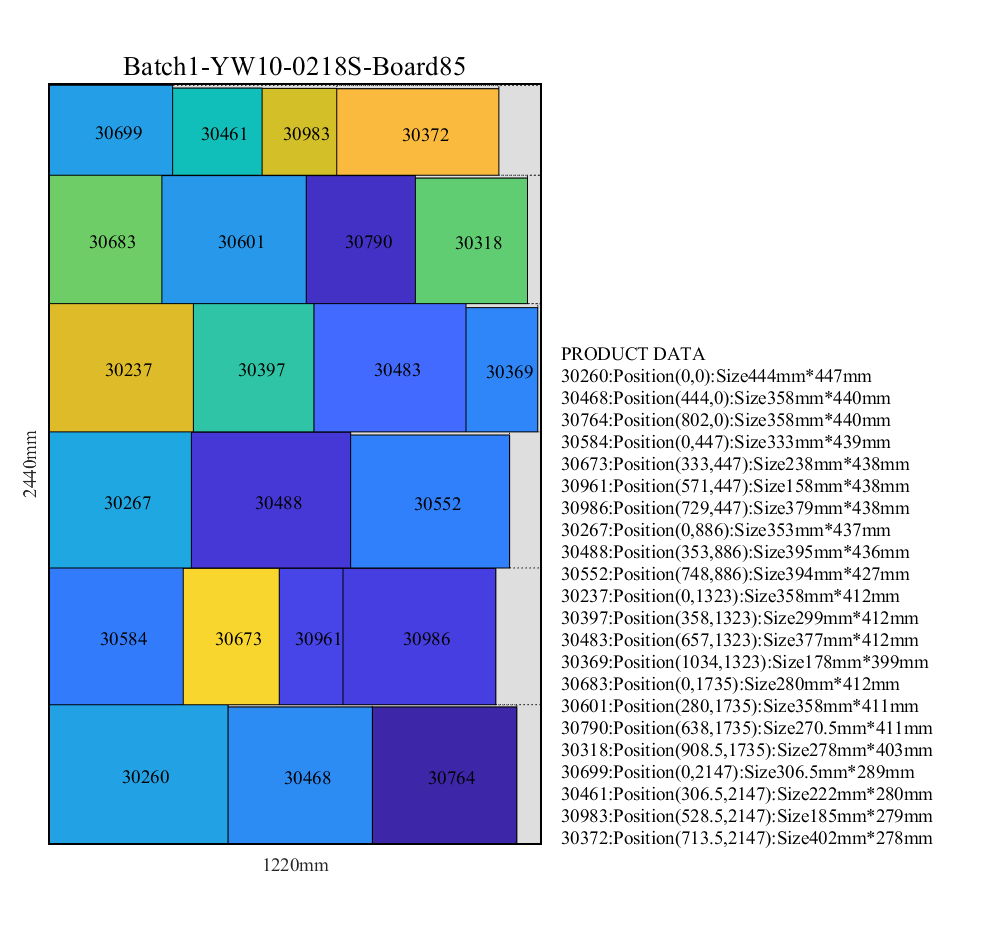 Batch1-YW10-0218S-Board85
30699 30461 30983 30372
30683 30601 30790 30318
30237 30397 30483 30369
30267 30488 30552
30584 30673 30961 30986
30260 30468 30764
2440mm
1220mm
PRODUCT DATA
30260:Position(0,0):Size444mm*447mm
30468:Position(444,0):Size358mm*440mm
30764:Position(802,0):Size358mm*440mm
30584:Position(0,447):Size333mm*439mm
30673:Position(333,447):Size238mm*438mm
30961:Position(571,447):Size158mm*438mm
30986:Position(729,447):Size379mm*438mm
30267:Position(0,886):Size353mm*437mm
30488:Position(353,886):Size395mm*436mm
30552:Position(748,886):Size394mm*427mm
30237:Position(0,1323):Size358mm*412mm
30397:Position(358,1323):Size299mm*412mm
30483:Position(657,1323):Size377mm*412mm
30369:Position(1034,1323):Size178mm*399mm
30683:Position(0,1735):Size280mm*412mm
30601:Position(280,1735):Size358mm*411mm
30790:Position(638,1735):Size270.5mm*411mm
30318:Position(908.5,1735):Size278mm*403mm
30699:Position(0,2147):Size306.5mm*289mm
30461:Position(306.5,2147):Size222mm*280mm
30983:Position(528.5,2147):Size185mm*279mm
30372:Position(713.5,2147):Size402mm*278mm